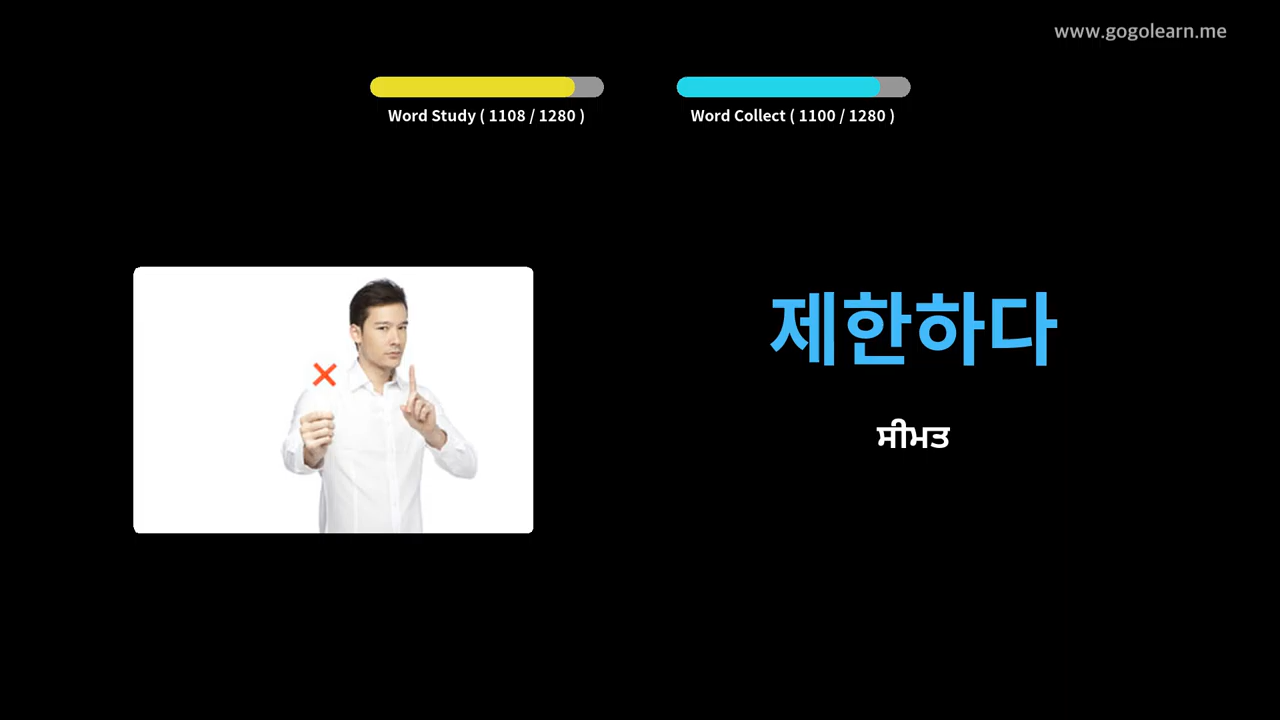 www.gogolearn.me
Word Study ( 1108 / 1280 )
Word Collect ( 1100 / 1280 )
제한하다
ਸੀਮਤ